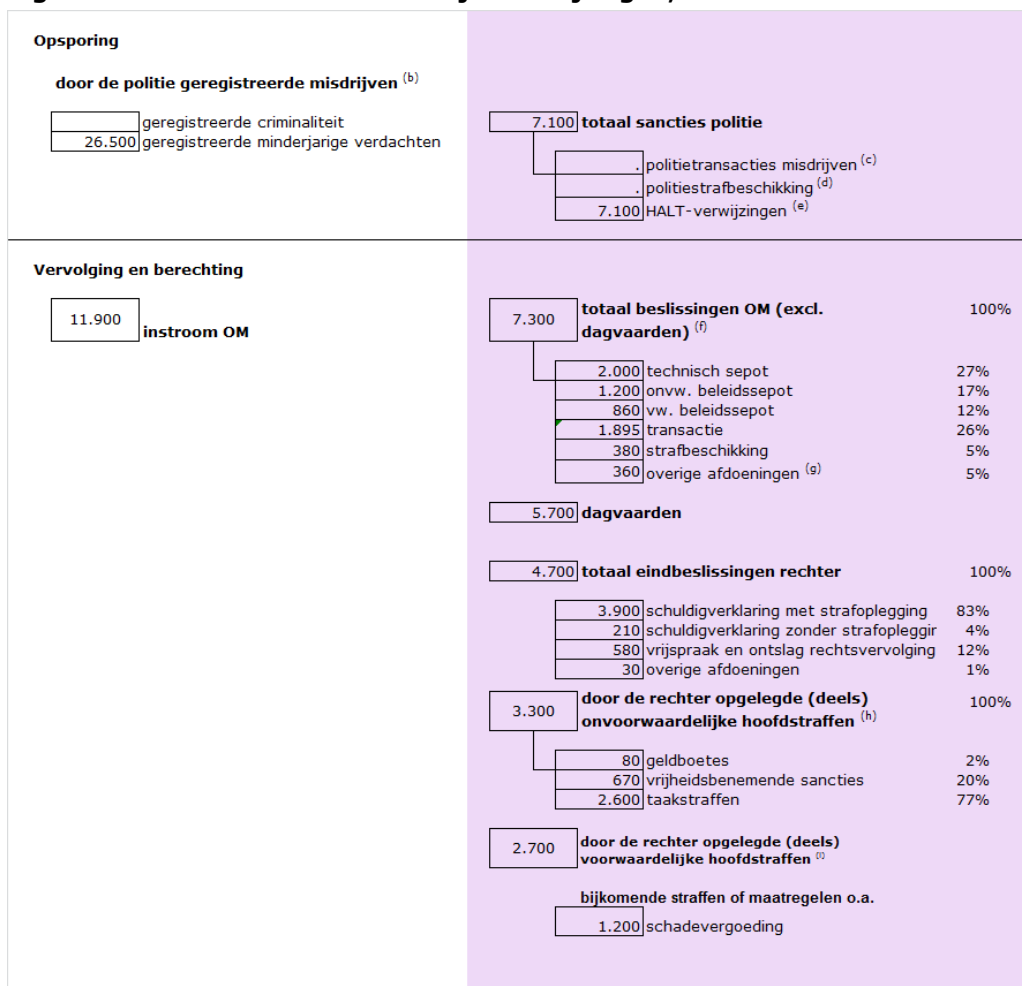 Opsporing
door de politie geregistreerde misdrijven (b)
geregistreerde criminaliteit
26.500 geregistreerde minderjarige verdachten
7.100 totaal sancties politie
. politietransacties misdrijven (c)
. politiestrafbeschikking (d)
7.100 HALT-verwijzingen (e)
Vervolging en berechting
11.900 instroom OM
7.300 totaal beslissingen OM (excl. 100%
dagvaarden) (f)
2.000 technisch sepot 27%
1.200 onvw. beleidssepot 17%
860 vw. beleidssepot 12%
1.895 transactie 26%
380 strafbeschikking 5%
360 overige afdoeningen (g) 5%
5.700 dagvaarden
4.700 totaal eindbeslissingen rechter 100%
3.900 schuldigverklaring met strafoplegging 83%
210 schuldigverklaring zonder strafopleggir 4%
580 vrijspraak en ontslag rechtsvervolging 12%
30 overige afdoeningen 1%
3.300 door de rechter opgelegde (deels) 100%
onvoorwaardelijke hoofdstraffen (h)
80 geldboetes 2%
670 vrijheidsbenemende sancties 20%
2.600 taakstraffen 77%
2.700 door de rechter opgelegde (deels)
voorwaardelijke hoofdstraffen (i)
bijkomende straffen of maatregelen o.a.
1.200 schadevergoeding